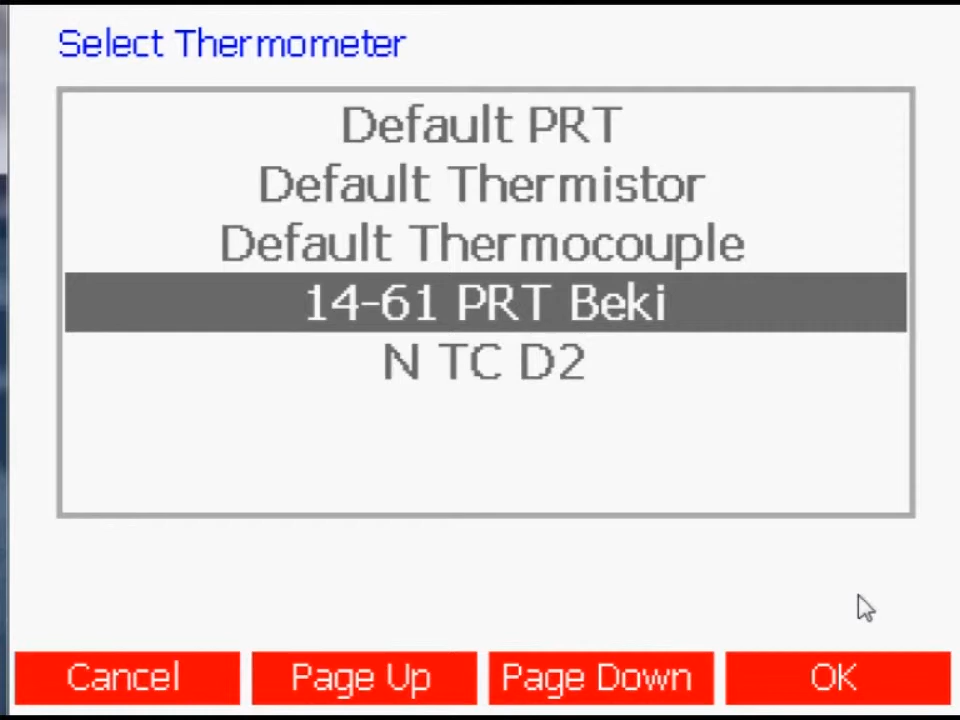 Select Thermometer
Default PRT
Default Thermistor
Default Thermocouple
14-61 PRT Beki
N TC D2
Cancel
Page Up
Page Down
OK